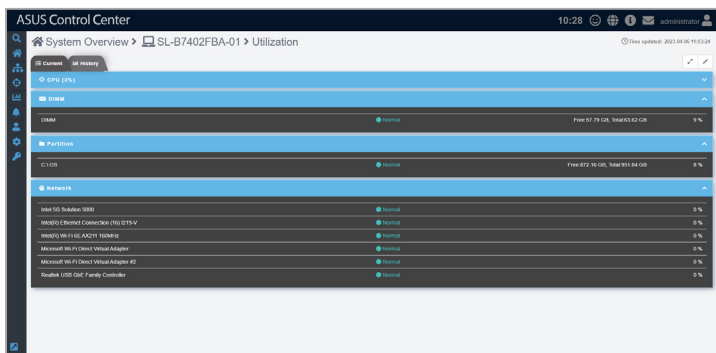 ASUS Control Center
10:28 administrator
System Overview > SL-B7402FBA-01 > Utilization
Time updated: 2023-04-06 11:53:24
Current History
CPU (3%)
DIMM
DIMM Normal Free:57.79 GB, Total:63.62 GB 9 %
Partition
C:\ OS Normal Free:872.16 GB, Total:951.84 GB 8 %
Network
Intel 5G Solution 5000 Normal 0 %
Intel(R) Ethernet Connection (16) I219-V Normal 0 %
Intel(R) Wi-Fi 6E AX211 160MHz Normal 0 %
Microsoft Wi-Fi Direct Virtual Adapter Normal 0 %
Microsoft Wi-Fi Direct Virtual Adapter #2 Normal 0 %
Realtek USB GbE Family Controller Normal 0 %